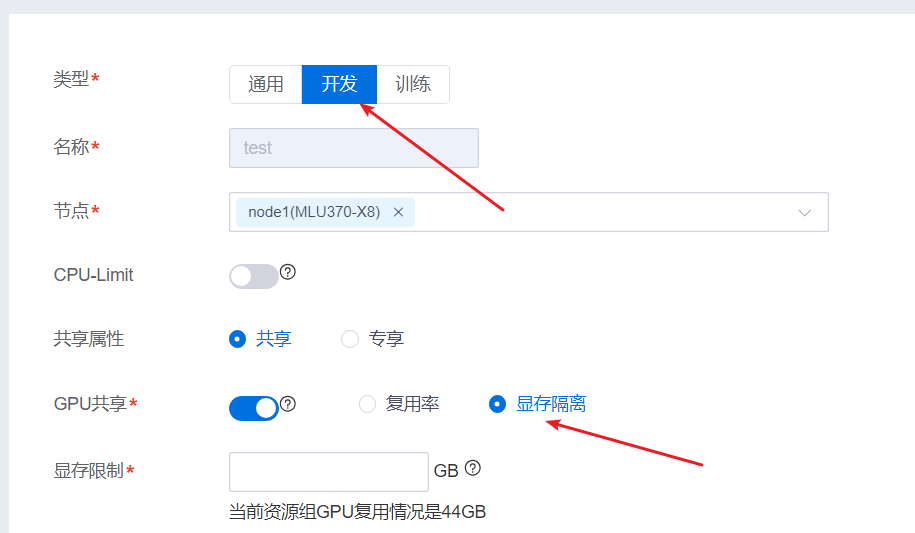 类型* 通用 开发 训练
名称* test
节点* node1(MLU370-X8) ×
CPU-Limit ?
共享属性 共享 专享
GPU共享* ? 复用率 显存隔离
显存限制* GB ?
当前资源组GPU复用情况是44GB